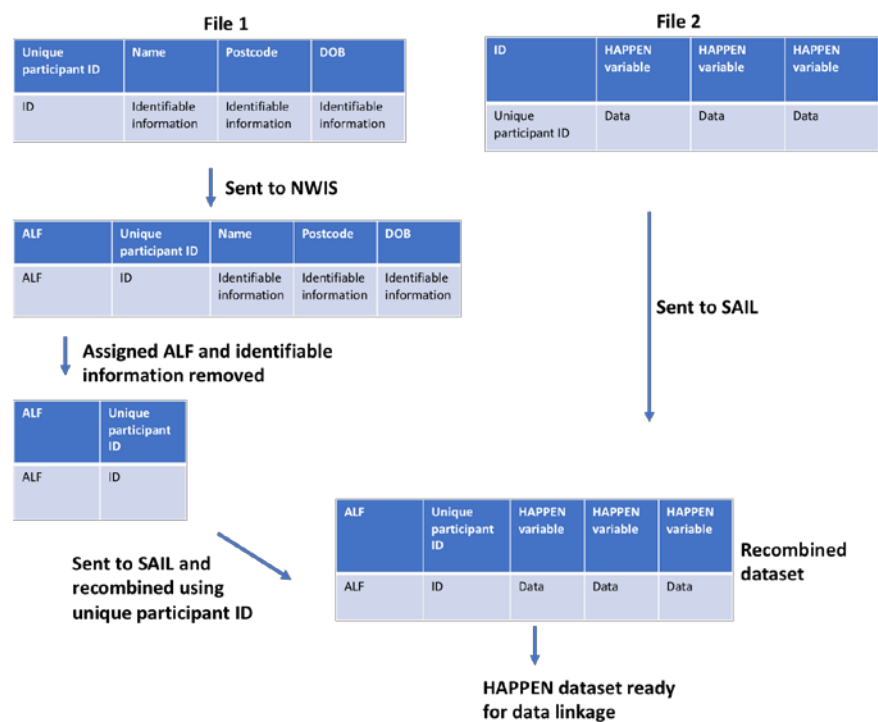 File 1
Unique
participant ID
Name
Postcode
DOB
ID
Identifiable
information
Identifiable
information
Identifiable
information
File 2
ID
HAPPEN
variable
HAPPEN
variable
HAPPEN
variable
Unique
participant ID
Data
Data
Data
Sent to NWIS
ALF
Unique
participant ID
Name
Postcode
DOB
ALF
ID
Identifiable
information
Identifiable
information
Identifiable
information
Sent to SAIL
Assigned ALF and identifiable
information removed
ALF
Unique
participant
ID
ALF
ID
Sent to SAIL and
recombined using
unique participant ID
ALF
Unique
participant
ID
HAPPEN
variable
HAPPEN
variable
HAPPEN
variable
ALF
ID
Data
Data
Data
Recombined
dataset
HAPPEN dataset ready
for data linkage